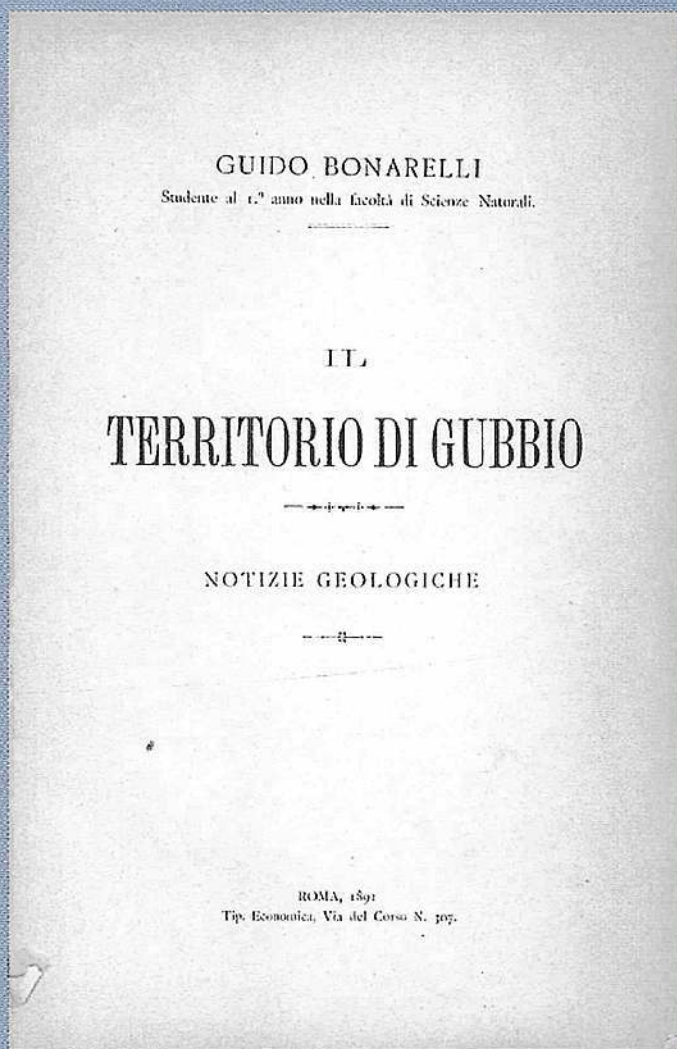 GUIDO BONARELLI
Studente al 1.º anno nella facoltà di Scienze Naturali.
IL
TERRITORIO DI GUBBIO
NOTIZIE GEOLOGICHE
ROMA, 1891
Tip. Economica, Via del Corso N. 307.